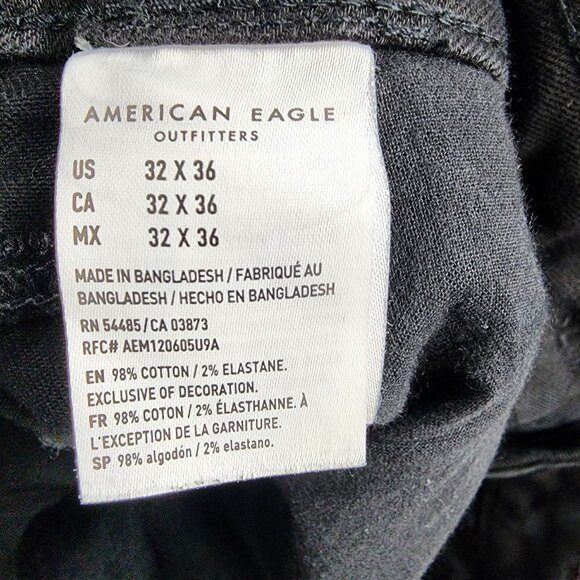 AMERICAN EAGLE
OUTFITTERS
US 32 X 36
CA 32 X 36
MX 32 X 36
MADE IN BANGLADESH / FABRIQUÉ AU
BANGLADESH / HECHO EN BANGLADESH
RN 54485/CA 03873
RFC# AEM120605U9A
EN 98% COTTON / 2% ELASTANE.
EXCLUSIVE OF DECORATION.
FR 98% COTON / 2% ÉLASTHANNE. À
L'EXCEPTION DE LA GARNITURE.
SP 98% algodón / 2% elastano.